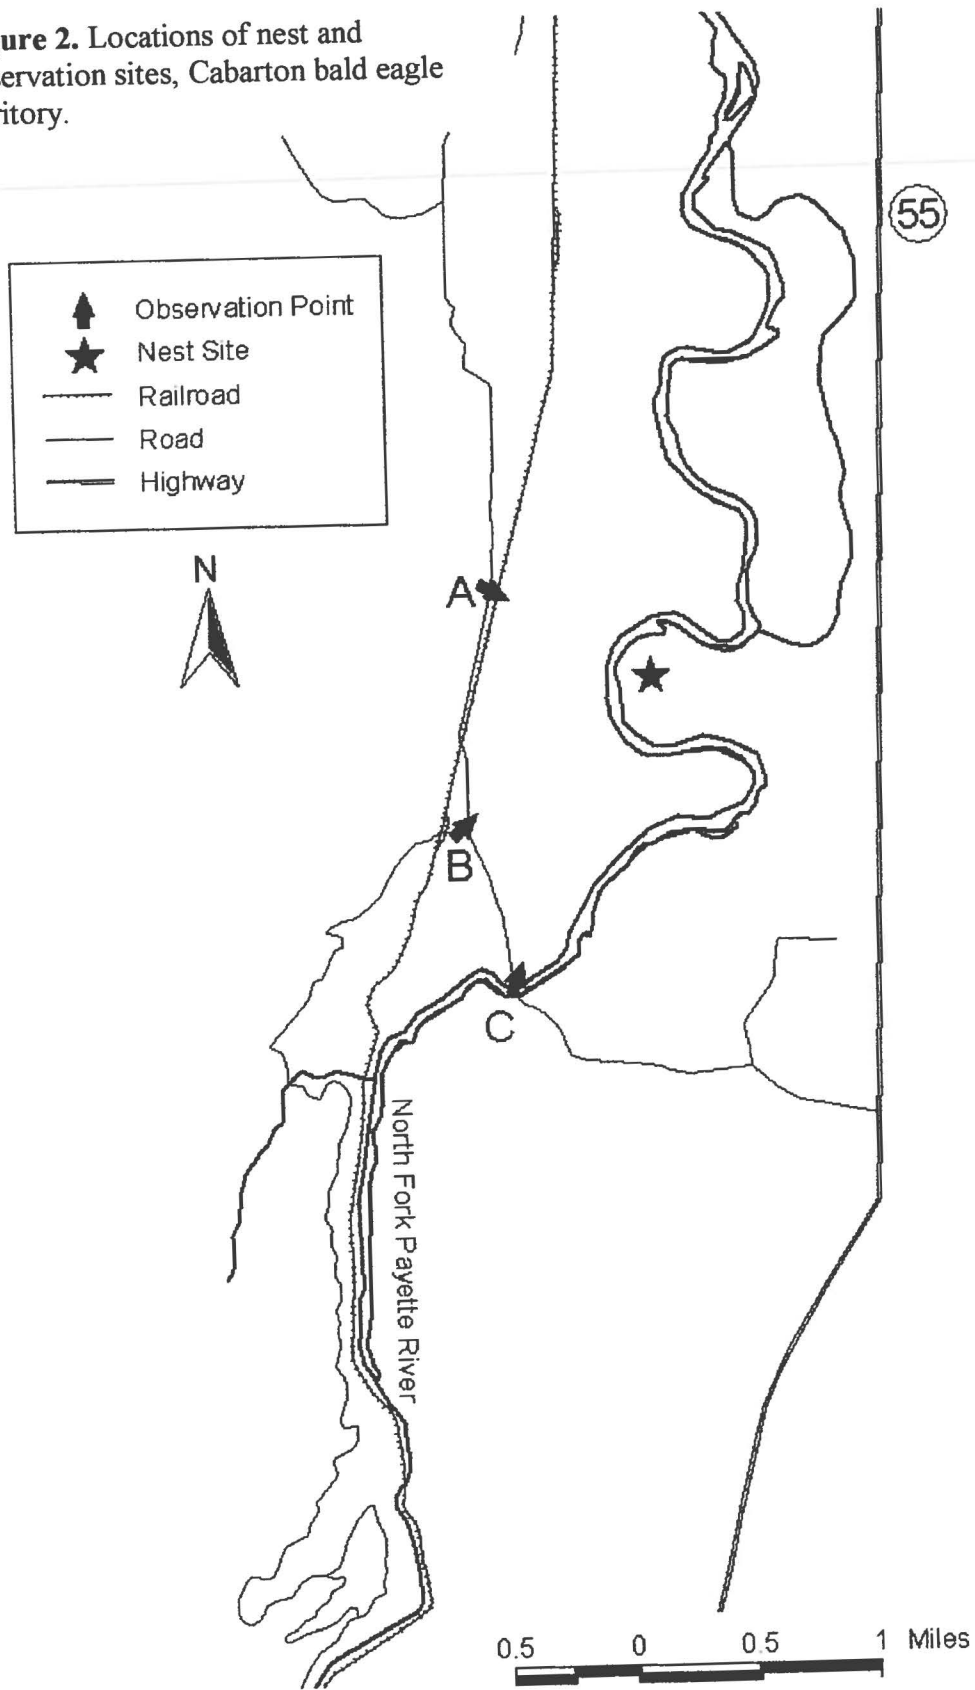 ure 2. Locations of nest and
servation sites, Cabarton bald eagle
itory.
55
Observation Point
Nest Site
Railroad
Road
Highway
N
A
B
C
North Fork Payette River
0.5 0 0.5 1 Miles